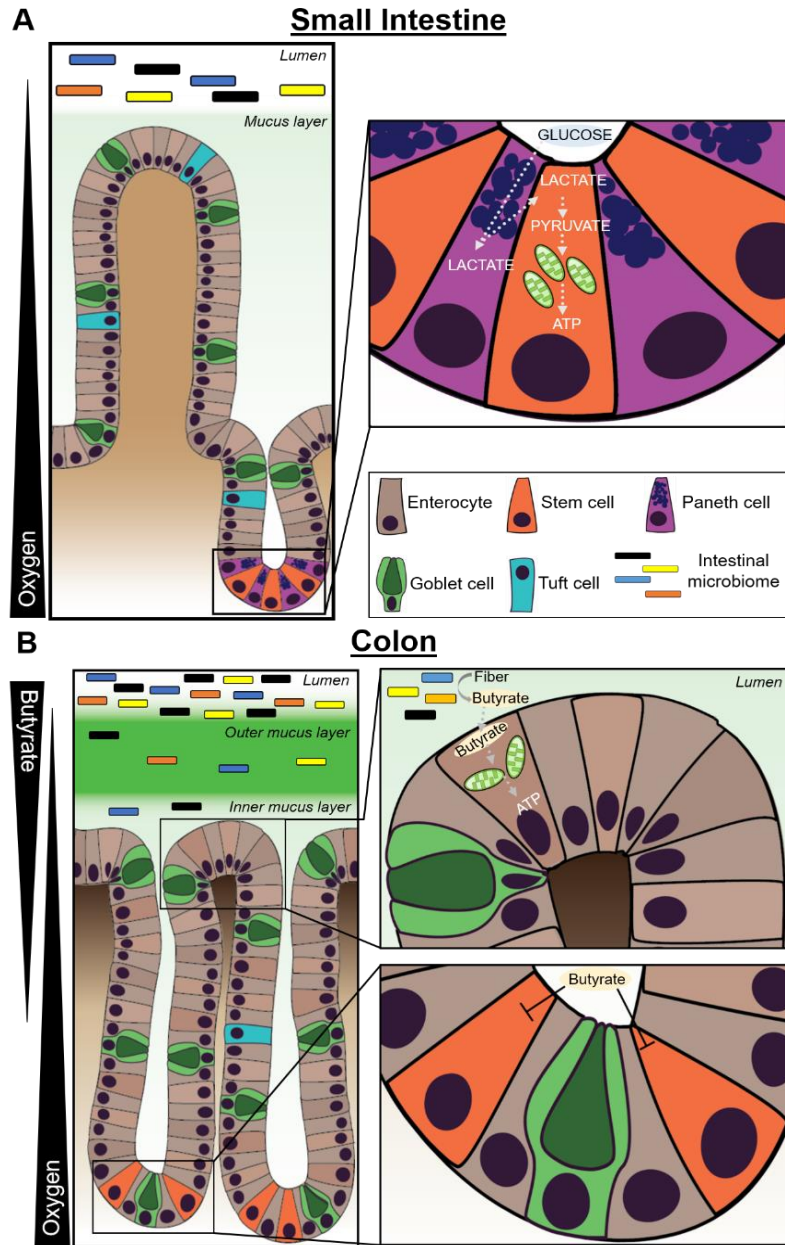 A
Small Intestine
Lumen
Mucus layer
Oxygen
GLUCOSE
LACTATE
PYRUVATE
LACTATE
ATP
Enterocyte
Stem cell
Paneth cell
Goblet cell
Tuft cell
Intestinal
microbiome
B
Colon
Butyrate
Oxygen
Lumen
Outer mucus layer
Inner mucus layer
Fiber
Butyrate
Lumen
Butyrate
ATP
Butyrate